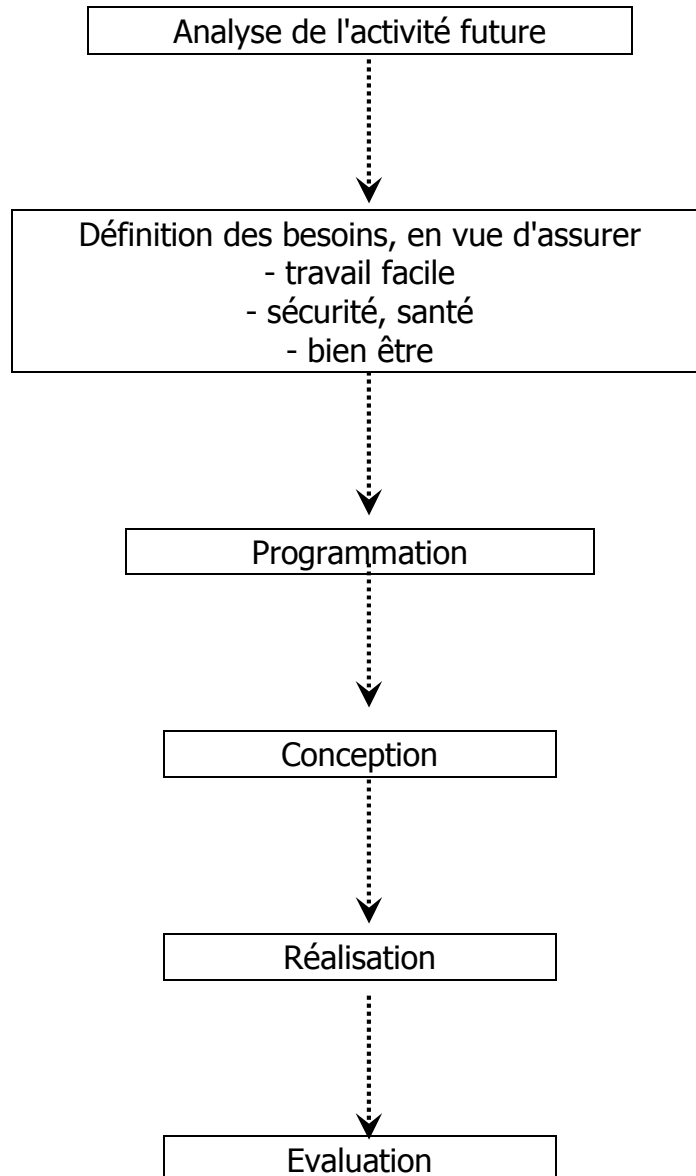 Analyse de l'activité future
Définition des besoins, en vue d'assurer
- travail facile
- sécurité, santé
- bien être
Programmation
Conception
Réalisation
Evaluation